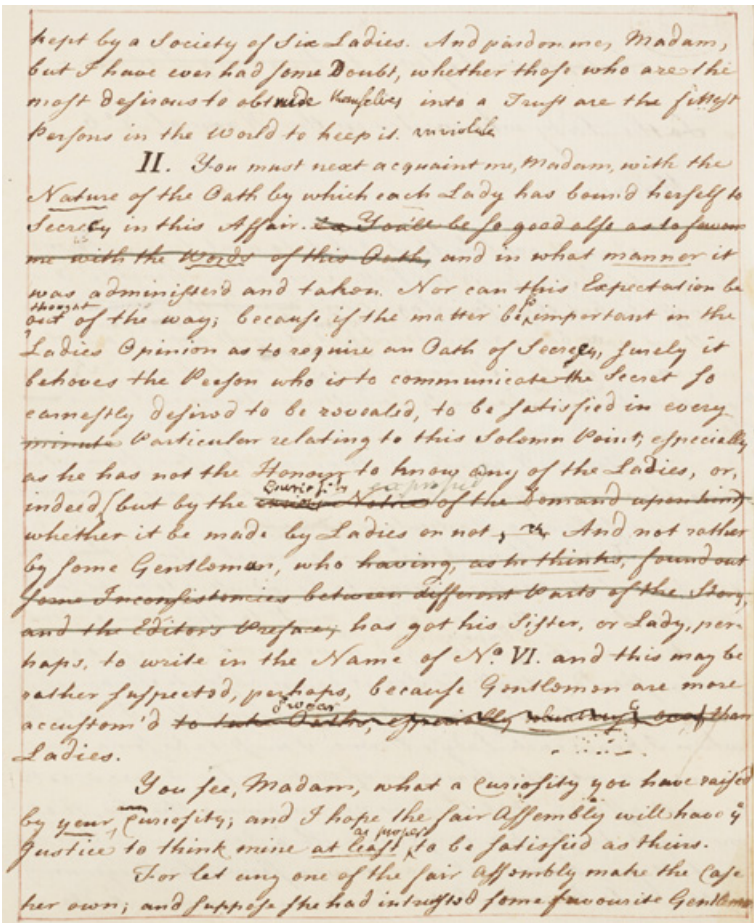 kept by a Society of Six Ladies. And pardon me, Madam,
but I have ever had some Doubt, whether those who are the
most desirous to obtrude themselves into a Trust are the fittest
Persons in the World to keep it inviolate
II. You must next acquaint me, Madam, with the
Nature of the Oath by which each Lady has bound herself to
Secrecy in this Affair. You'll be so good also as to favour
me with the Words of this Oath, and in what manner it
was administer'd and taken. Nor can this Expectation be
thought
out of the way; because if the matter be so important in the
Ladies Opinion as to require an Oath of Secrecy, surely it
behoves the Person who is to communicate the Secret so
earnestly desired to be revealed, to be satisfied in every
minute Particular relating to this Solemn Point; especially
as he has not the Honour to know any of the Ladies, or,
Curiosity expressed
indeed (but by the Nature of the Demand upon him)
whether it be made by Ladies or not, And not rather
by some Gentleman, who having, as he thinks, found out
some Inconsistencies between different Parts of the Story,
and the Editor's Preface, has got his Sister, or Lady, per-
haps, to write in the Name of No. VI. and this may be
rather suspected, perhaps, because Gentlemen are more
swear
accustom'd to take Oaths, especially than
Ladies.
You see, Madam, what a Curiosity you have raised
by your Curiosity; and I hope the fair Assembly will have ye
as proper
Justice to think mine at least to be satisfied as theirs.
For let any one of the fair Assembly make the Case
her own; and suppose she had intrusted some favourite Gentleman